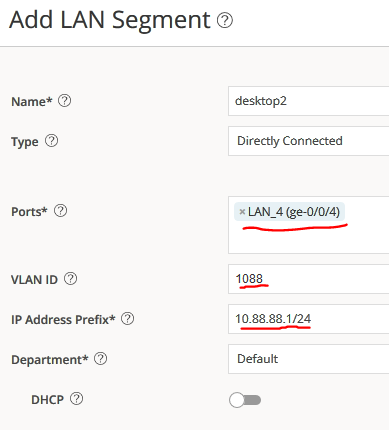 Add LAN Segment ?
Name* ? desktop2
Type ? Directly Connected
Ports* ? × LAN_4 (ge-0/0/4)
VLAN ID ? 1088
IP Address Prefix* ? 10.88.88.1/24
Department* ? Default
DHCP ?